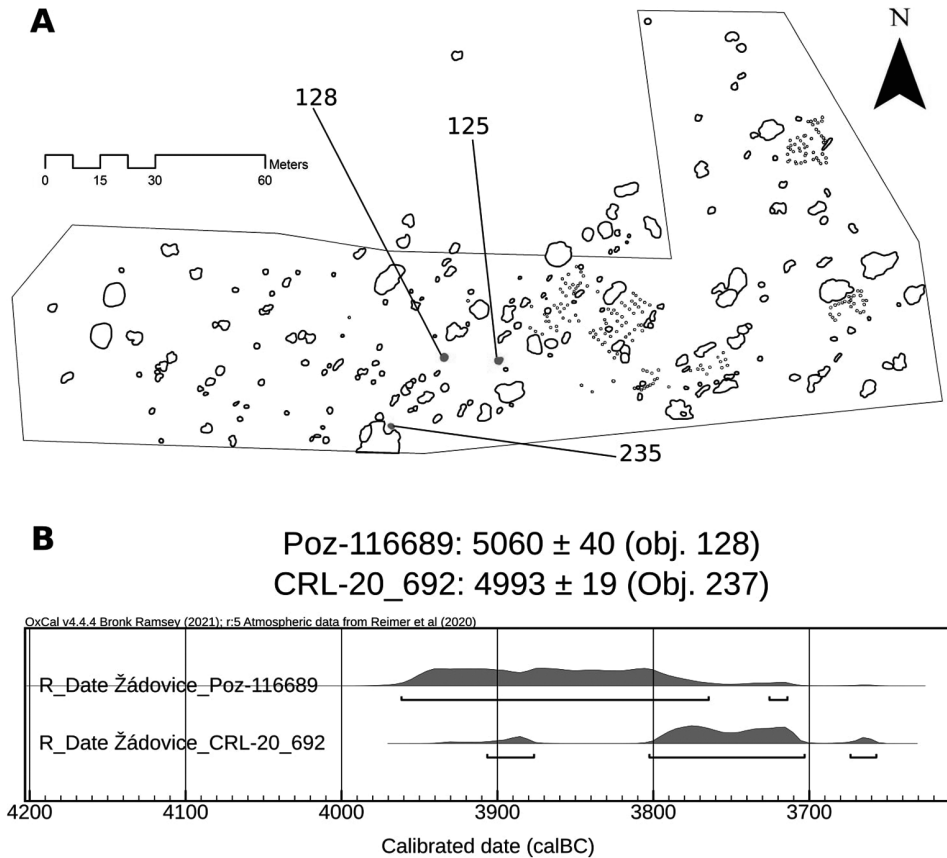 A
N
128
125
Meters
0 15 30 60
235
B
Poz-116689: 5060 ± 40 (obj. 128)
CRL-20_692: 4993 ± 19 (Obj. 237)
OxCal v4.4.4 Bronk Ramsey (2021); r:5 Atmospheric data from Reimer et al (2020)
R_Date Žádovice_Poz-116689
R_Date Žádovice_CRL-20_692
4200 4100 4000 3900 3800 3700
Calibrated date (calBC)